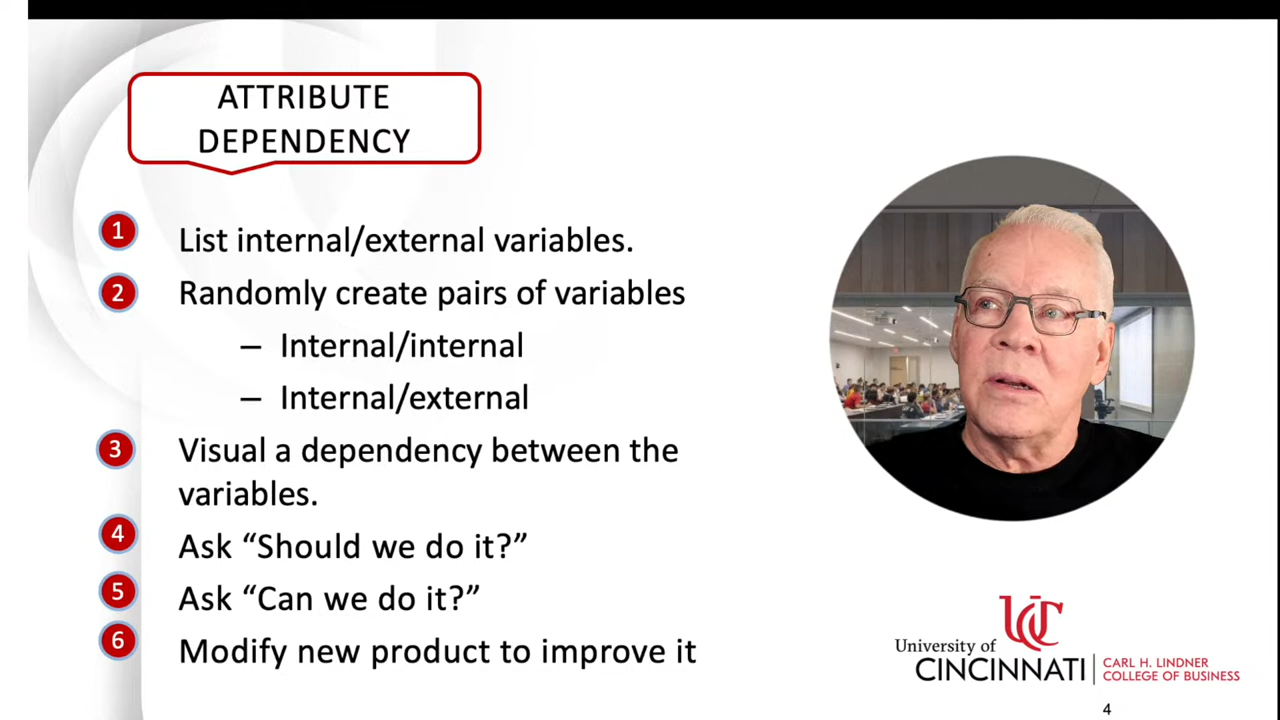 ATTRIBUTE
DEPENDENCY
1 List internal/external variables.
2 Randomly create pairs of variables
– Internal/internal
– Internal/external
3 Visual a dependency between the
variables.
4 Ask “Should we do it?”
5 Ask “Can we do it?”
6 Modify new product to improve it
UC
University of
CINCINNATI
CARL H. LINDNER
COLLEGE OF BUSINESS
4